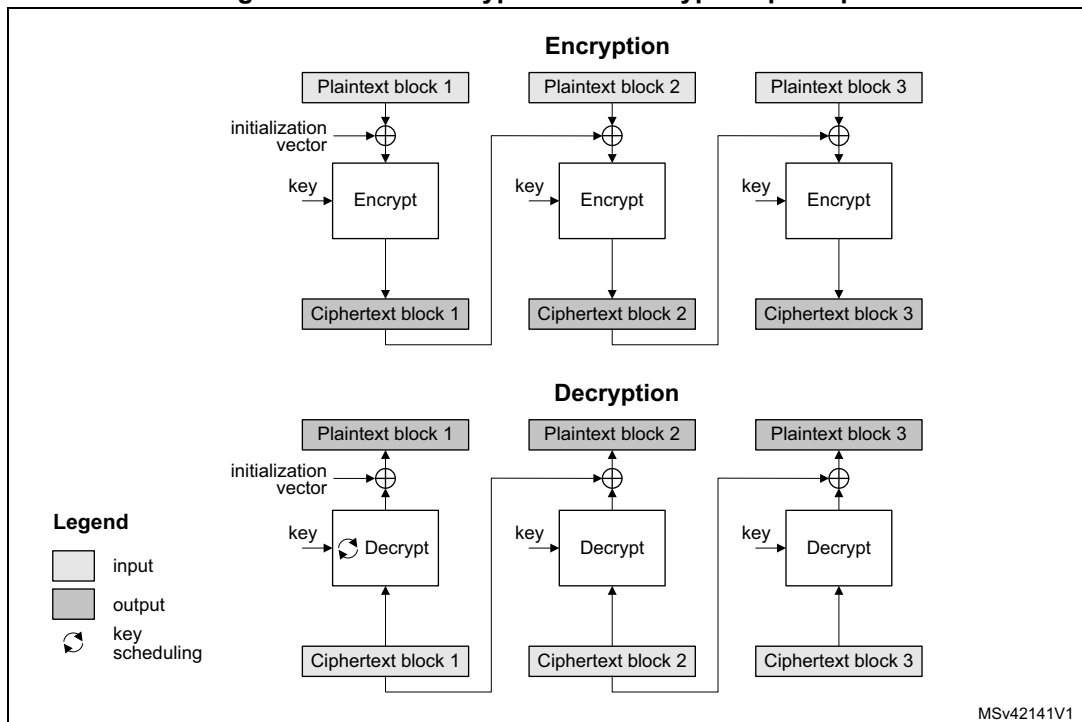 Encryption
Plaintext block 1
Plaintext block 2
Plaintext block 3
initialization
vector
key
Encrypt
key
Encrypt
key
Encrypt
Ciphertext block 1
Ciphertext block 2
Ciphertext block 3
Decryption
Plaintext block 1
Plaintext block 2
Plaintext block 3
initialization
vector
key
Decrypt
key
Decrypt
key
Decrypt
Legend
input
output
key
scheduling
Ciphertext block 1
Ciphertext block 2
Ciphertext block 3
MSv42141V1